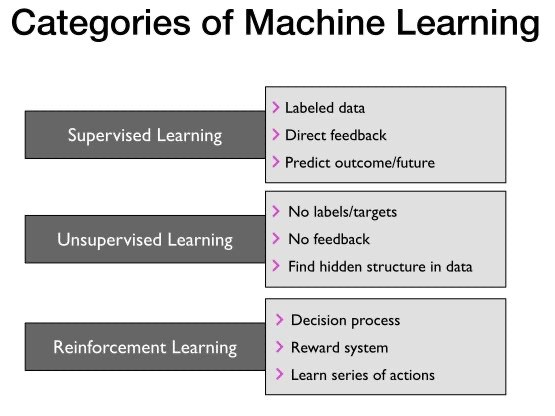 Categories of Machine Learning
Supervised Learning
Labeled data
Direct feedback
Predict outcome/future
Unsupervised Learning
No labels/targets
No feedback
Find hidden structure in data
Reinforcement Learning
Decision process
Reward system
Learn series of actions